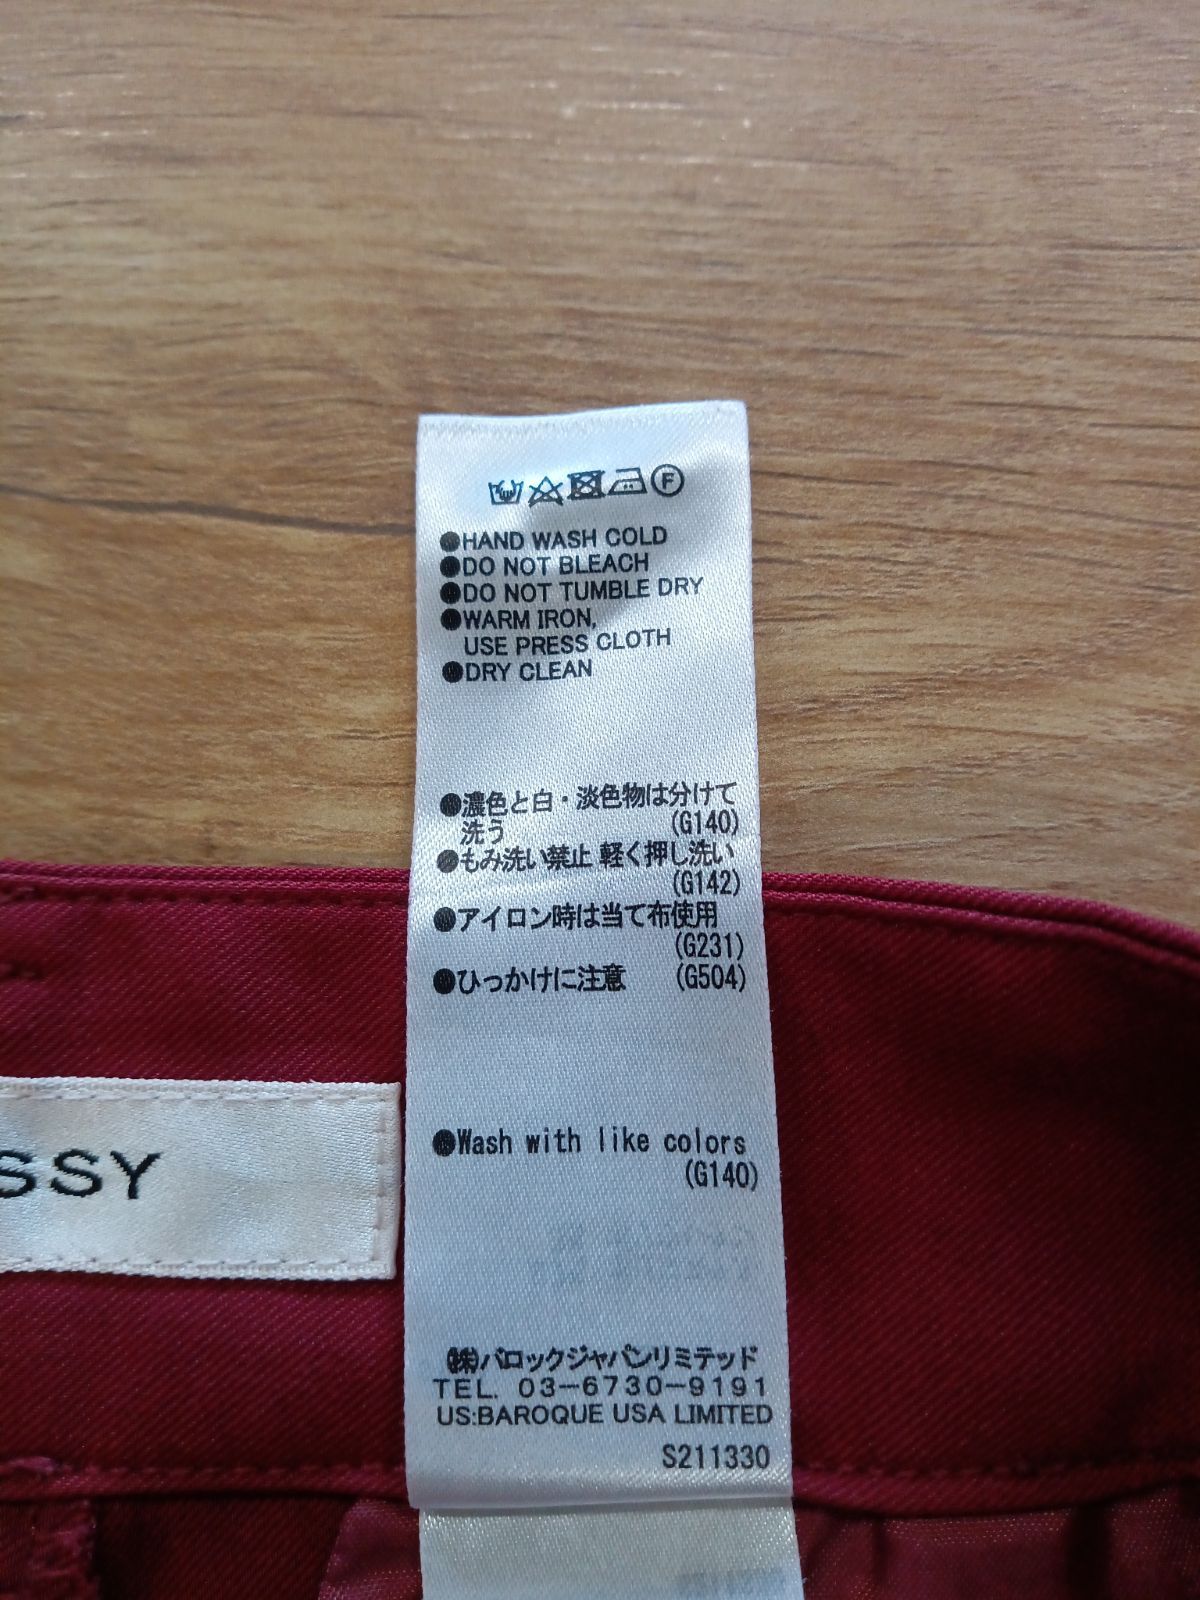 F
●HAND WASH COLD
●DO NOT BLEACH
●DO NOT TUMBLE DRY
●WARM IRON,
USE PRESS CLOTH
●DRY CLEAN
●濃色と白・淡色物は分けて
洗う (G140)
●もみ洗い禁止 軽く押し洗い
(G142)
●アイロン時は当て布使用
(G231)
●ひっかけに注意 (G504)
SSY
●Wash with like colors
(G140)
㈱バロックジャパンリミテッド
TEL. 03-6730-9191
US:BAROQUE USA LIMITED
S211330